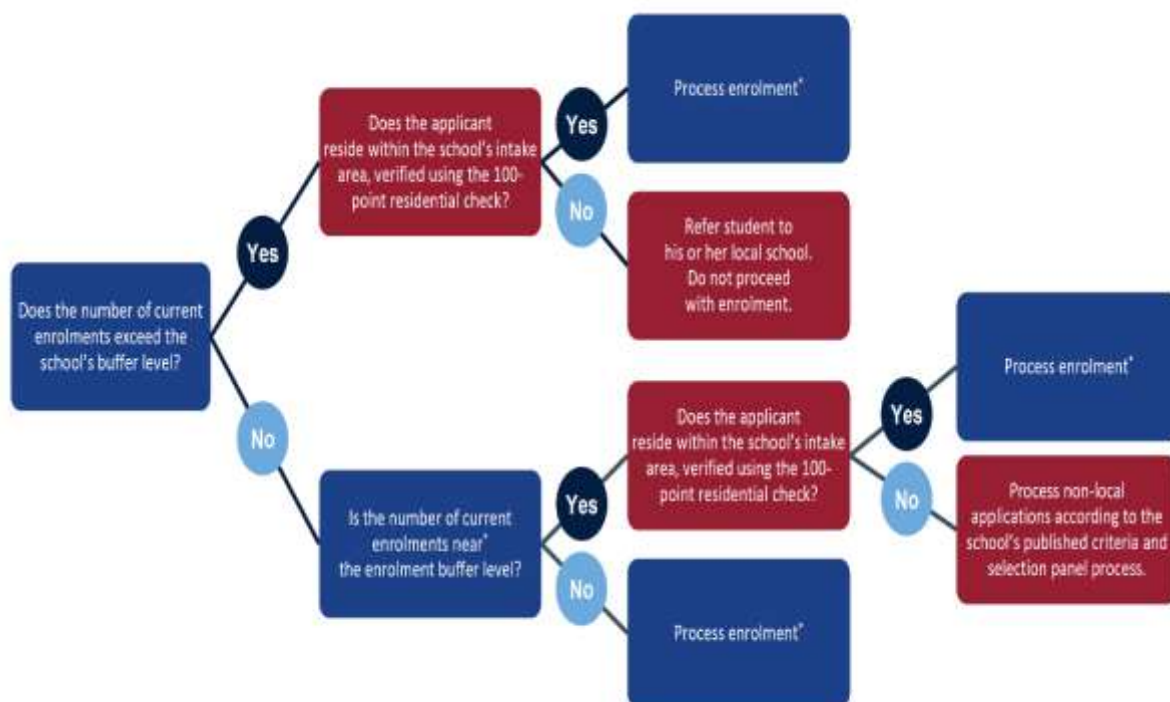 Does the number of current
enrolments exceed the
school's buffer level?
Yes
Does the applicant
reside within the school's intake
area, verified using the 100-
point residential check?
Yes
Process enrolment*
No
Refer student to
his or her local school.
Do not proceed
with enrolment.
No
Is the number of current
enrolments near*
the enrolment buffer level?
Yes
Does the applicant
reside within the school's intake
area, verified using the 100-
point residential check?
Yes
Process enrolment*
No
Process non-local
applications according to the
school's published criteria and
selection panel process.
No
Process enrolment*